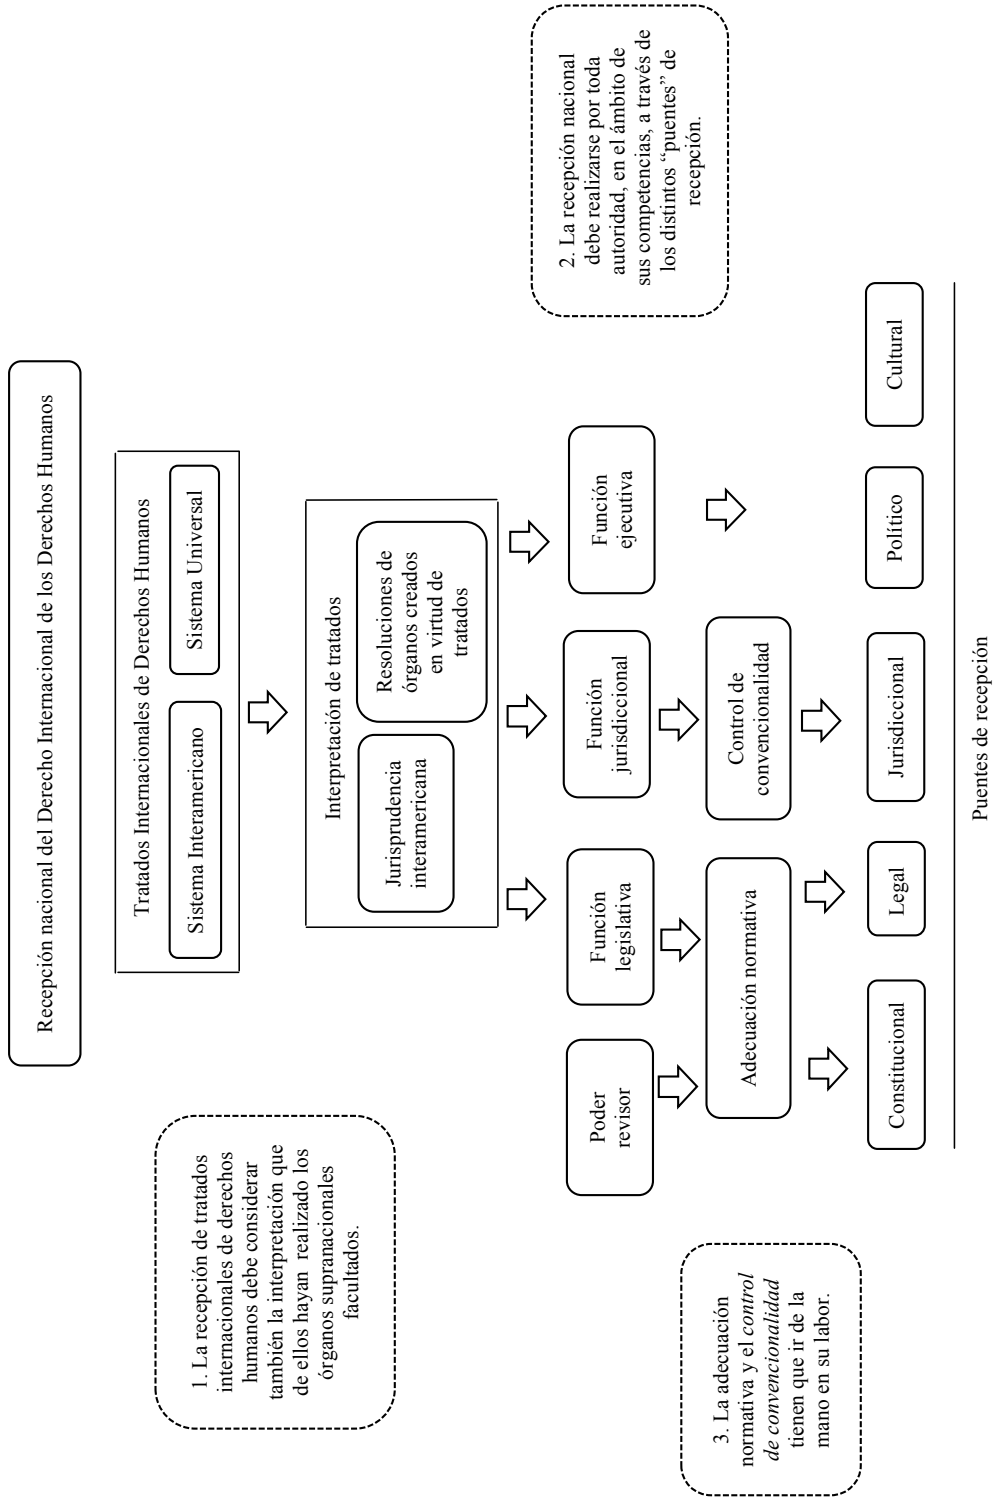 Recepción nacional del Derecho Internacional de los Derechos Humanos
1. La recepción de tratados
internacionales de derechos
humanos debe considerar
también la interpretación que
de ellos hayan realizado los
órganos supranacionales
facultados.
Tratados Internacionales de Derechos Humanos
Sistema Interamericano
Sistema Universal
Interpretación de tratados
Jurisprudencia
interamericana
Resoluciones de
órganos creados
en virtud de
tratados
2. La recepción nacional
debe realizarse por toda
autoridad, en el ámbito de
sus competencias, a través de
los distintos “puentes” de
recepción.
Poder
revisor
Función
legislativa
Función
jurisdiccional
Función
ejecutiva
3. La adecuación
normativa y el control
de convencionalidad
tienen que ir de la
mano en su labor.
Adecuación normativa
Control de
convencionalidad
Constitucional
Legal
Jurisdiccional
Político
Cultural
Puentes de recepción